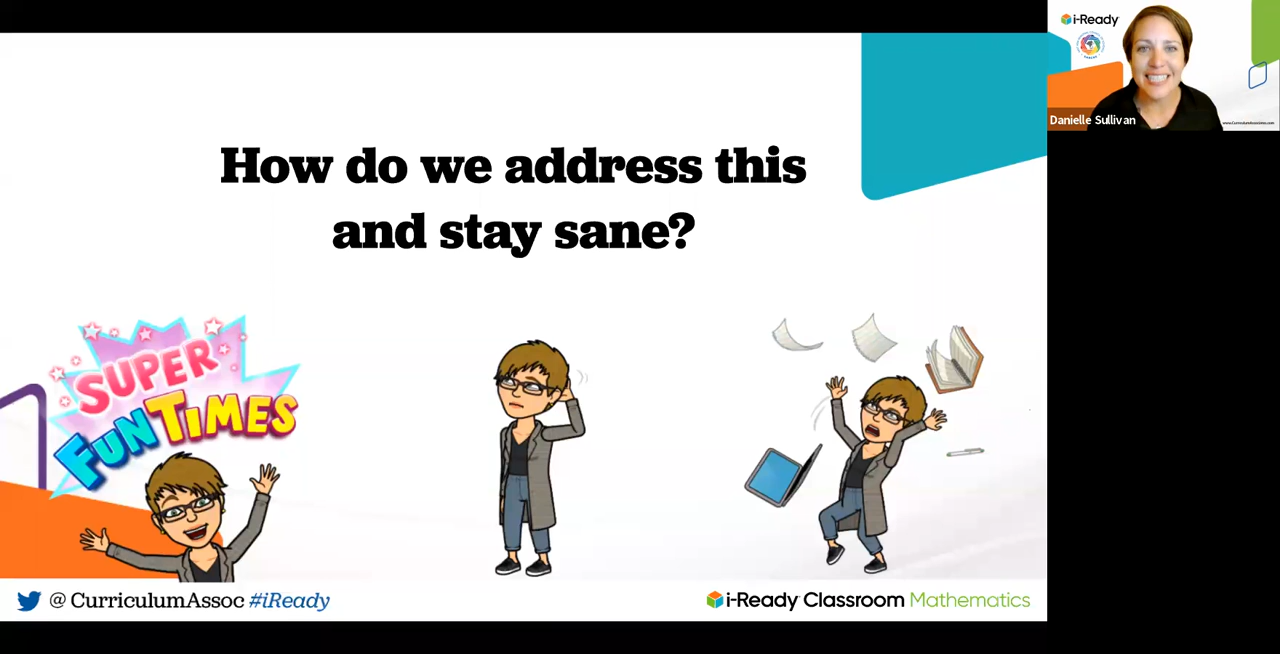 How do we address this
and stay sane?
SUPER
FUN TIMES
@ CurriculumAssoc #iReady
i-Ready Classroom Mathematics
i-Ready
Danielle Sullivan